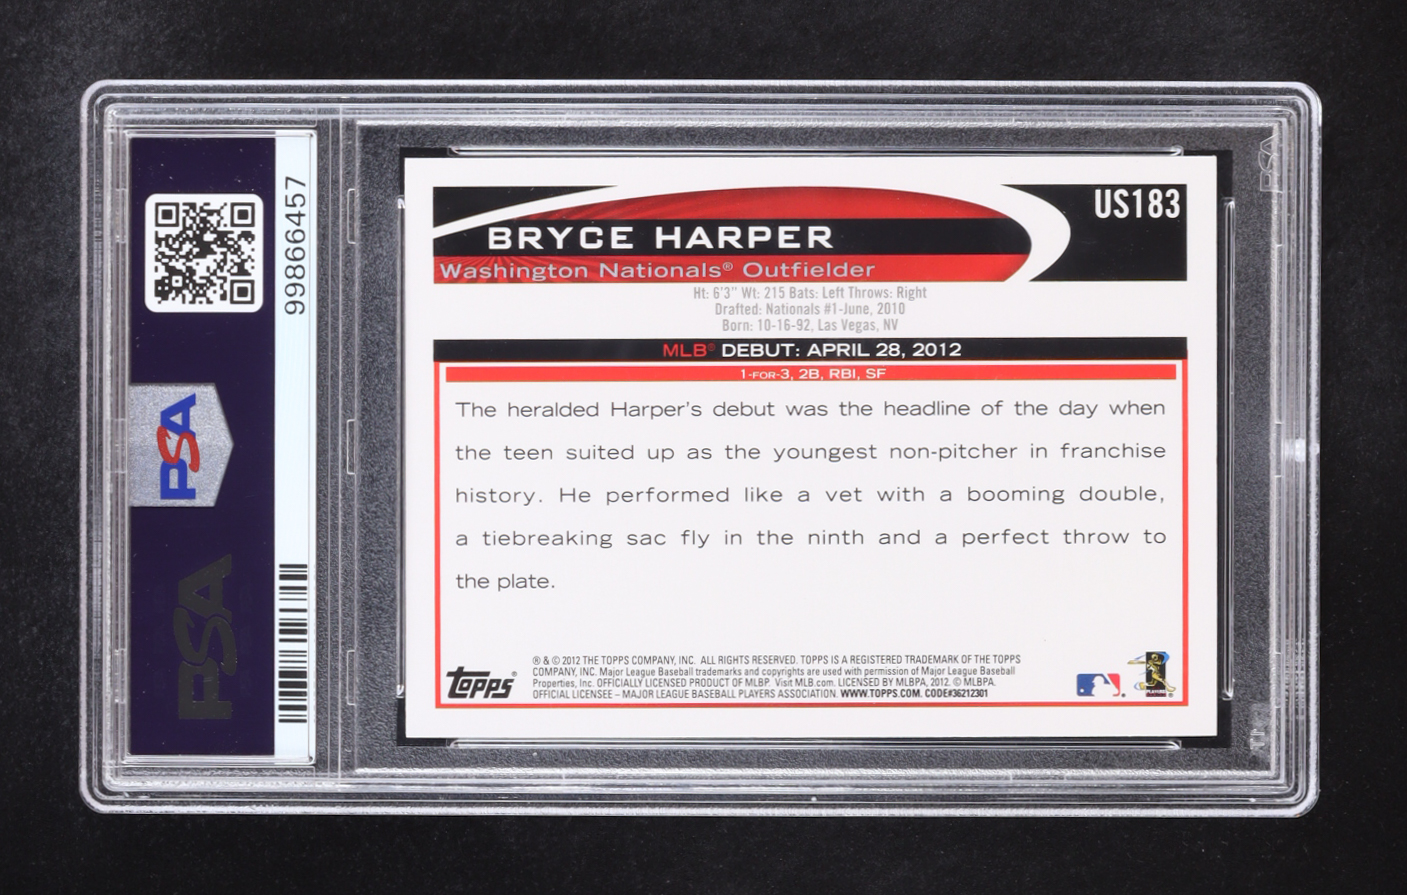 PSA
PSA
99866457
US183
BRYCE HARPER
Washington Nationals® Outfielder
Ht: 6'3" Wt: 215 Bats: Left Throws: Right
Drafted: Nationals #1-June, 2010
Born: 10-16-92, Las Vegas, NV
MLB® DEBUT: APRIL 28, 2012
1-FOR-3, 2B, RBI, SF
The heralded Harper's debut was the headline of the day when
the teen suited up as the youngest non-pitcher in franchise
history. He performed like a vet with a booming double,
a tiebreaking sac fly in the ninth and a perfect throw to
the plate.
Topps®
® & © 2012 THE TOPPS COMPANY, INC. ALL RIGHTS RESERVED. TOPPS IS A REGISTERED TRADEMARK OF THE TOPPS
COMPANY, INC. Major League Baseball trademarks and copyrights are used with permission of Major League Baseball
Properties, Inc. OFFICIALLY LICENSED PRODUCT OF MLBP. Visit MLB.com. LICENSED BY MLBPA, 2012. © MLBPA.
OFFICIAL LICENSEE – MAJOR LEAGUE BASEBALL PLAYERS ASSOCIATION. WWW.TOPPS.COM. CODE#36212301
PLAYERS
PSA